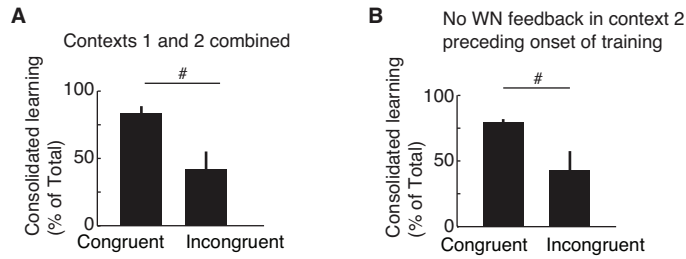 A
Contexts 1 and 2 combined
#
100
50
0
Consolidated learning
(% of Total)
Congruent Incongruent
B
No WN feedback in context 2
preceding onset of training
#
100
50
0
Consolidated learning
(% of Total)
Congruent Incongruent